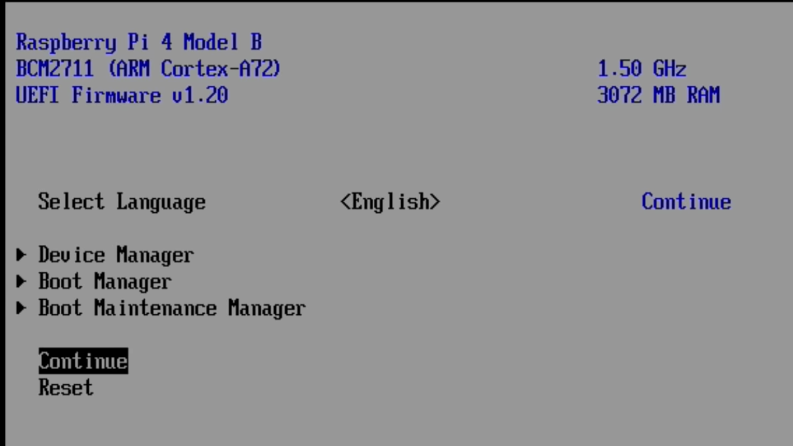 Raspberry Pi 4 Model B
BCM2711 (ARM Cortex-A72) 1.50 GHz
UEFI Firmware v1.20 3072 MB RAM
Select Language <English> Continue
Device Manager
Boot Manager
Boot Maintenance Manager
Continue
Reset